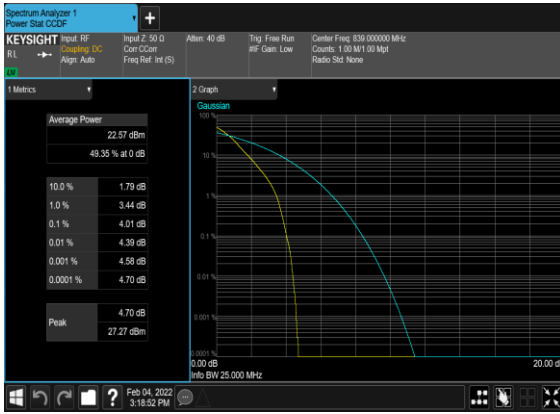 Spectrum Analyzer 1
Power Stat CCDF
KEYSIGHT
Input: RF
Input Z: 50 Ω
Atten: 40 dB
Trig: Free Run
Center Freq: 839.000000 MHz
RL
Coupling: DC
Corr CCorr
#IF Gain: Low
Counts: 1.00 M/1.00 Mpt
Align: Auto
Freq Ref: Int (S)
Radio Std: None
1 Metrics
2 Graph
Gaussian
Average Power
22.57 dBm
49.35 % at 0 dB
10.0 % 1.79 dB
1.0 % 3.44 dB
0.1 % 4.01 dB
0.01 % 4.39 dB
0.001 % 4.58 dB
0.0001 % 4.70 dB
Peak
4.70 dB
27.27 dBm
100 %
10 %
1 %
0.1 %
0.01 %
0.001 %
0.0001 %
0.00 dB
20.00 d
Info BW 25.000 MHz
? Feb 04, 2022
3:18:52 PM